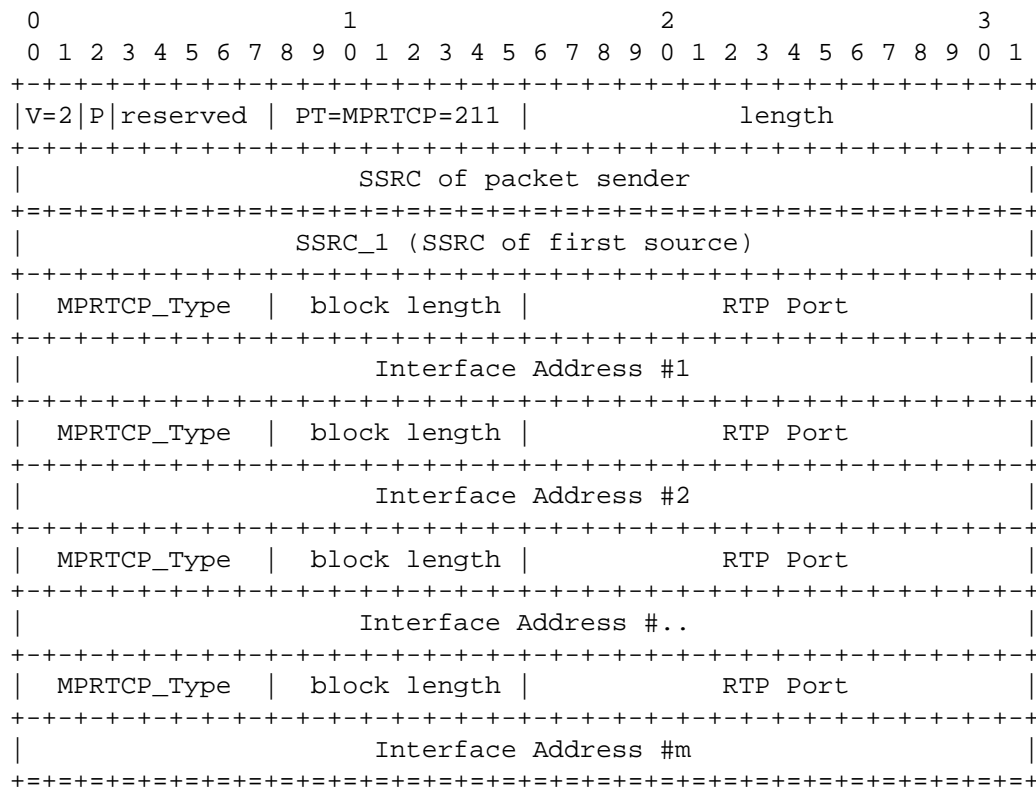 0                   1                   2                   3
 0 1 2 3 4 5 6 7 8 9 0 1 2 3 4 5 6 7 8 9 0 1 2 3 4 5 6 7 8 9 0 1
+-+-+-+-+-+-+-+-+-+-+-+-+-+-+-+-+-+-+-+-+-+-+-+-+-+-+-+-+-+-+-+-+
|V=2|P|reserved | PT=MPRTCP=211 |             length            |
+-+-+-+-+-+-+-+-+-+-+-+-+-+-+-+-+-+-+-+-+-+-+-+-+-+-+-+-+-+-+-+-+
|                     SSRC of packet sender                     |
+=+=+=+=+=+=+=+=+=+=+=+=+=+=+=+=+=+=+=+=+=+=+=+=+=+=+=+=+=+=+=+=+
|                 SSRC_1 (SSRC of first source)                 |
+-+-+-+-+-+-+-+-+-+-+-+-+-+-+-+-+-+-+-+-+-+-+-+-+-+-+-+-+-+-+-+-+
|  MPRTCP_Type  |  block length |            RTP Port           |
+-+-+-+-+-+-+-+-+-+-+-+-+-+-+-+-+-+-+-+-+-+-+-+-+-+-+-+-+-+-+-+-+
|                      Interface Address #1                     |
+-+-+-+-+-+-+-+-+-+-+-+-+-+-+-+-+-+-+-+-+-+-+-+-+-+-+-+-+-+-+-+-+
|  MPRTCP_Type  |  block length |            RTP Port           |
+-+-+-+-+-+-+-+-+-+-+-+-+-+-+-+-+-+-+-+-+-+-+-+-+-+-+-+-+-+-+-+-+
|                      Interface Address #2                     |
+-+-+-+-+-+-+-+-+-+-+-+-+-+-+-+-+-+-+-+-+-+-+-+-+-+-+-+-+-+-+-+-+
|  MPRTCP_Type  |  block length |            RTP Port           |
+-+-+-+-+-+-+-+-+-+-+-+-+-+-+-+-+-+-+-+-+-+-+-+-+-+-+-+-+-+-+-+-+
|                     Interface Address #..                     |
+-+-+-+-+-+-+-+-+-+-+-+-+-+-+-+-+-+-+-+-+-+-+-+-+-+-+-+-+-+-+-+-+
|  MPRTCP_Type  |  block length |            RTP Port           |
+-+-+-+-+-+-+-+-+-+-+-+-+-+-+-+-+-+-+-+-+-+-+-+-+-+-+-+-+-+-+-+-+
|                      Interface Address #m                     |
+=+=+=+=+=+=+=+=+=+=+=+=+=+=+=+=+=+=+=+=+=+=+=+=+=+=+=+=+=+=+=+=+